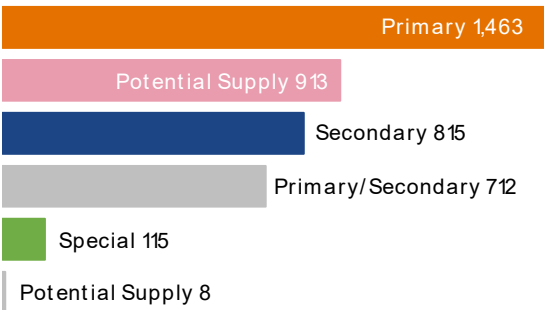 Primary 1,463
Potential Supply 913
Secondary 815
Primary/Secondary 712
Special 115
Potential Supply 8